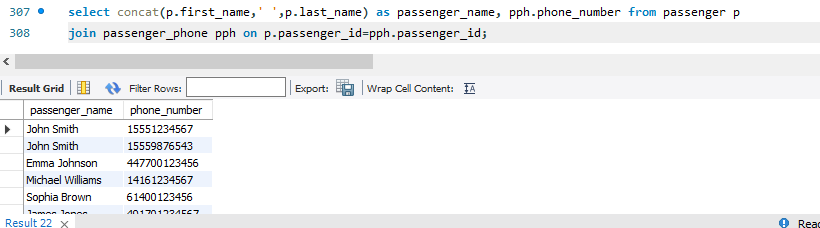 307 select concat(p.first_name,' ',p.last_name) as passenger_name, pph.phone_number from passenger p
308 join passenger_phone pph on p.passenger_id=pph.passenger_id;
Result Grid Filter Rows: Export: Wrap Cell Content:
passenger_name phone_number
John Smith 15551234567
John Smith 15559876543
Emma Johnson 447700123456
Michael Williams 14161234567
Sophia Brown 61400123456
James Jones 491701234567
Result 22 Read